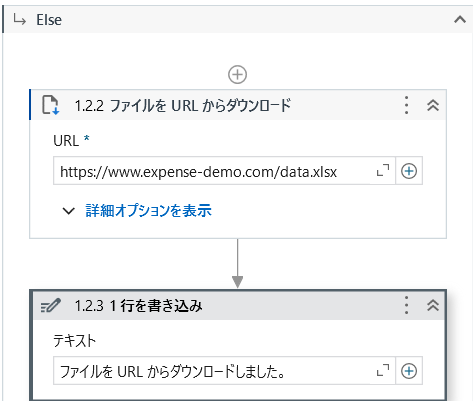 Else
1.2.2 ファイルを URL からダウンロード
URL *
https://www.expense-demo.com/data.xlsx
詳細オプションを表示
1.2.3 1 行を書き込み
テキスト
ファイルを URL からダウンロードしました。